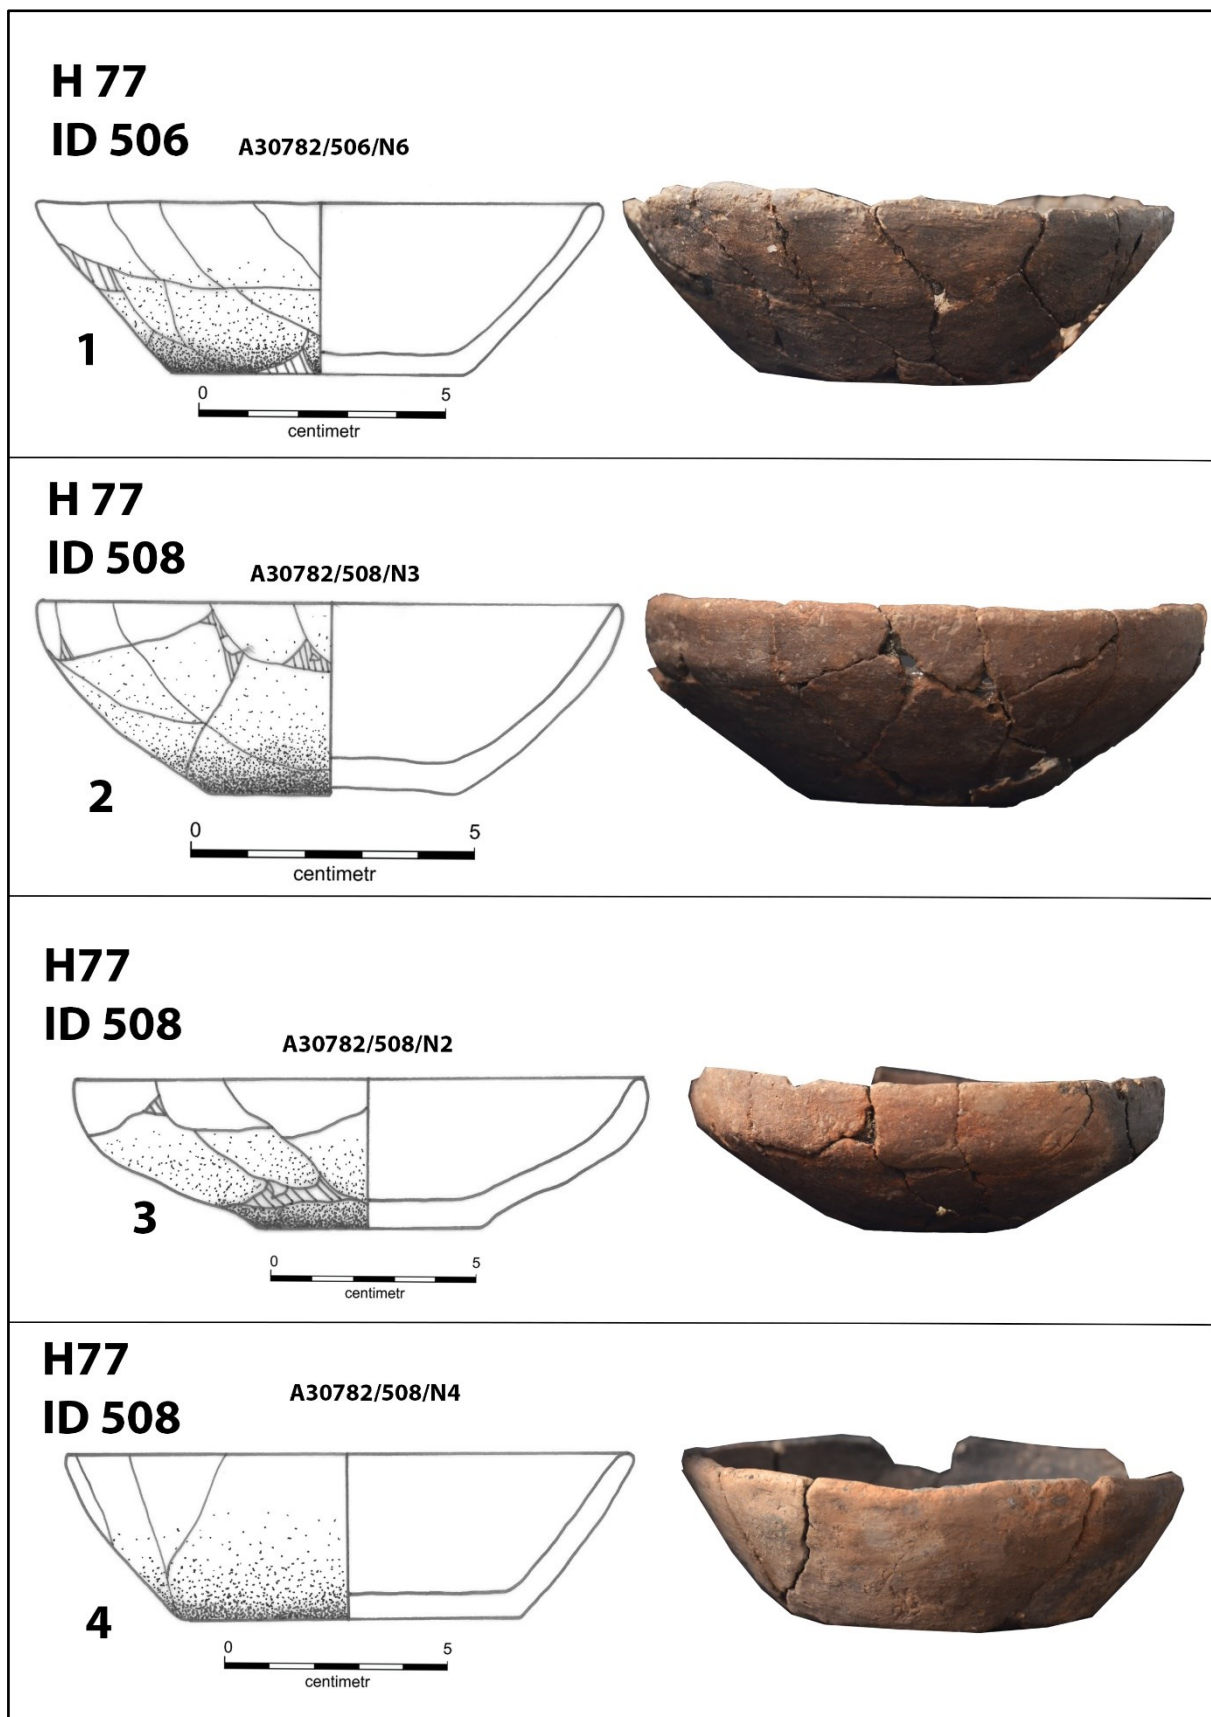 H 77
ID 506
A30782/506/N6
1
0 5
centimetr
H 77
ID 508
A30782/508/N3
2
0 5
centimetr
H77
ID 508
A30782/508/N2
3
0 5
centimetr
H77
ID 508
A30782/508/N4
4
0 5
centimetr